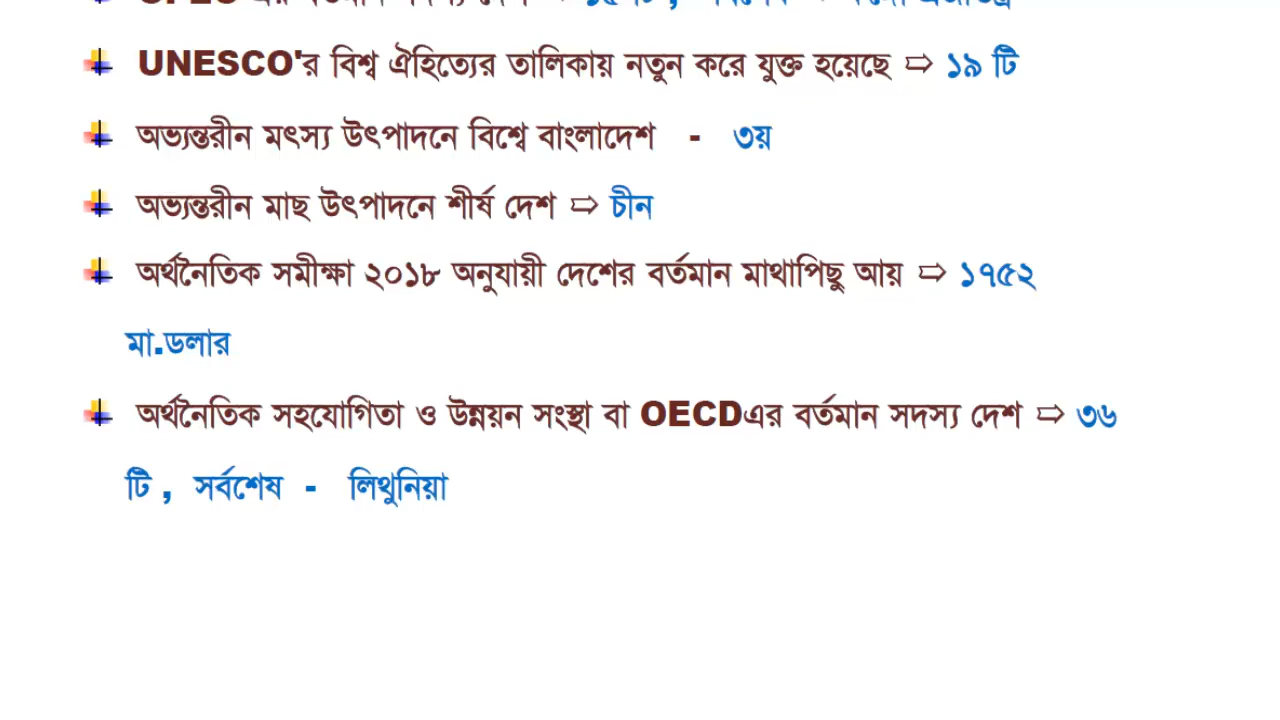 UNESCO'র বিশ্ব ঐহিত্যের তালিকায় নতুন করে যুক্ত হয়েছে ⇨ ১৯ টি
অভ্যন্তরীন মৎস্য উৎপাদনে বিশ্বে বাংলাদেশ - ৩য়
অভ্যন্তরীন মাছ উৎপাদনে শীর্ষ দেশ ⇨ চীন
অর্থনৈতিক সমীক্ষা ২০১৮ অনুযায়ী দেশের বর্তমান মাথাপিছু আয় ⇨ ১৭৫২
মা.ডলার
অর্থনৈতিক সহযোগিতা ও উন্নয়ন সংস্থা বা OECDএর বর্তমান সদস্য দেশ ⇨ ৩৬
টি , সর্বশেষ - লিথুনিয়া